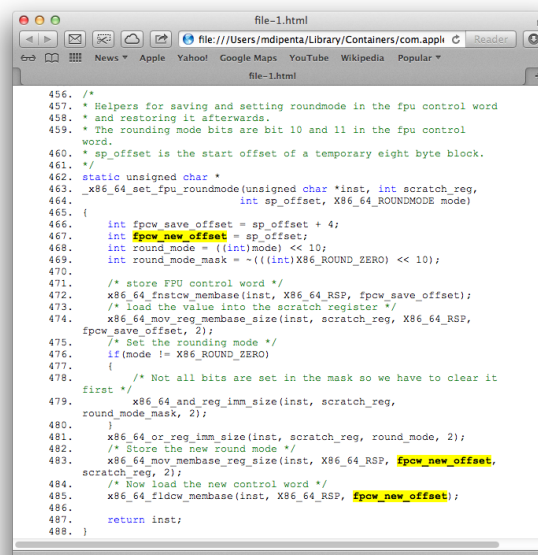 file-1.html
file:///Users/mdipenta/Library/Containers/com.apple
Reader
News ▾ Apple Yahoo! Google Maps YouTube Wikipedia Popular ▾
file-1.html
456. /*
457. * Helpers for saving and setting roundmode in the fpu control word
458. * and restoring it afterwards.
459. * The rounding mode bits are bit 10 and 11 in the fpu control
word.
460. * sp_offset is the start offset of a temporary eight byte block.
461. */
462. static unsigned char *
463. _x86_64_set_fpu_roundmode(unsigned char *inst, int scratch_reg,
464. int sp_offset, X86_64_ROUNDMODE mode)
465. {
466. int fpcw_save_offset = sp_offset + 4;
467. int fpcw_new_offset = sp_offset;
468. int round_mode = ((int)mode) << 10;
469. int round_mode_mask = ~(((int)X86_ROUND_ZERO) << 10);
470.
471. /* store FPU control word */
472. x86_64_fnstcw_membase(inst, X86_64_RSP, fpcw_save_offset);
473. /* load the value into the scratch register */
474. x86_64_mov_reg_membase_size(inst, scratch_reg, X86_64_RSP,
fpcw_save_offset, 2);
475. /* Set the rounding mode */
476. if(mode != X86_ROUND_ZERO)
477. {
478. /* Not all bits are set in the mask so we have to clear it
first */
479. x86_64_and_reg_imm_size(inst, scratch_reg,
round_mode_mask, 2);
480. }
481. x86_64_or_reg_imm_size(inst, scratch_reg, round_mode, 2);
482. /* Store the new round mode */
483. x86_64_mov_membase_reg_size(inst, X86_64_RSP, fpcw_new_offset,
scratch_reg, 2);
484. /* Now load the new control word */
485. x86_64_fldcw_membase(inst, X86_64_RSP, fpcw_new_offset);
486.
487. return inst;
488. }